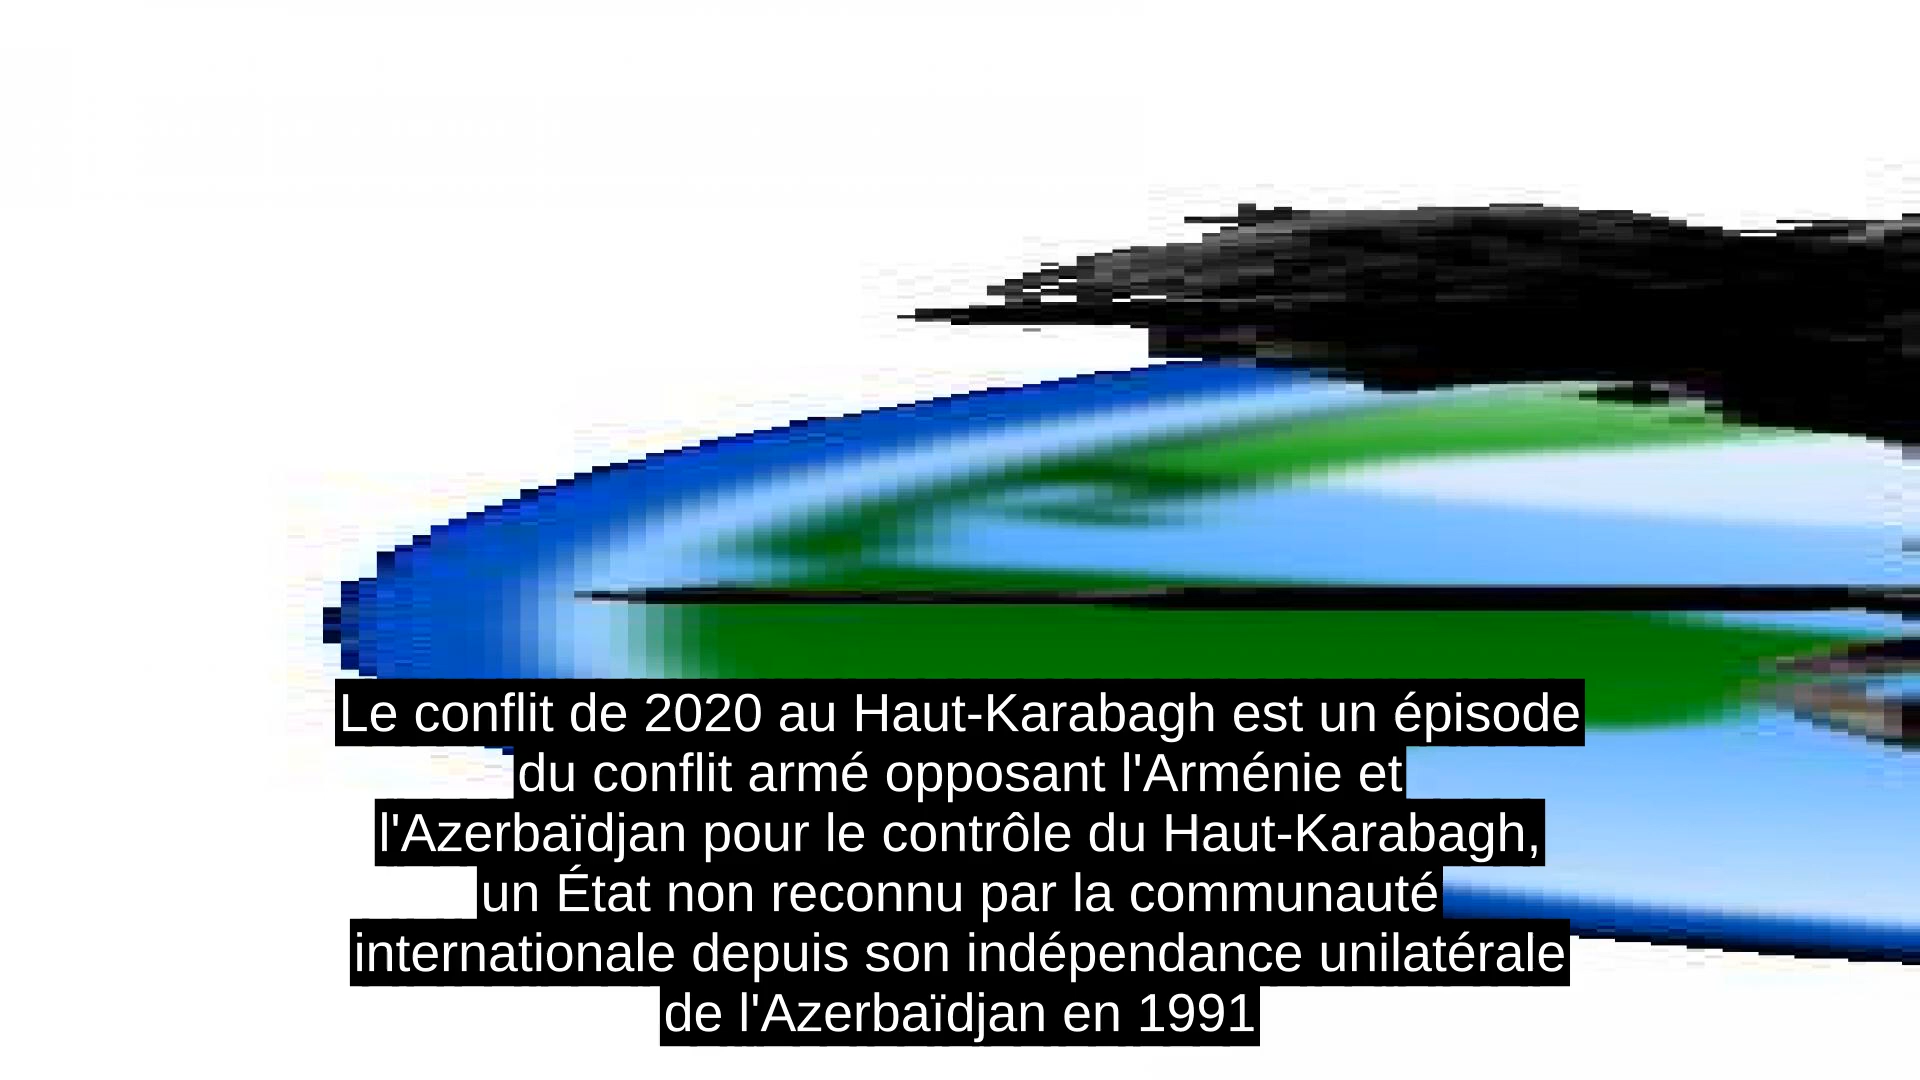 Le conflit de 2020 au Haut-Karabagh est un épisode
du conflit armé opposant l'Arménie et
l'Azerbaïdjan pour le contrôle du Haut-Karabagh,
un État non reconnu par la communauté
internationale depuis son indépendance unilatérale
de l'Azerbaïdjan en 1991